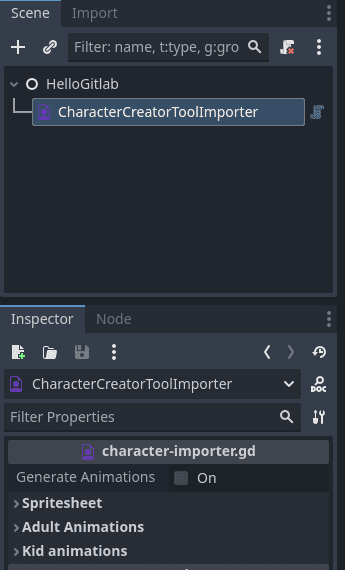 Scene Import
Filter: name, t:type, g:gro
HelloGitlab
CharacterCreatorToolImporter
Inspector Node
CharacterCreatorToolImporter
DOC
Filter Properties
character-importer.gd
Generate Animations On
Spritesheet
Adult Animations
Kid animations